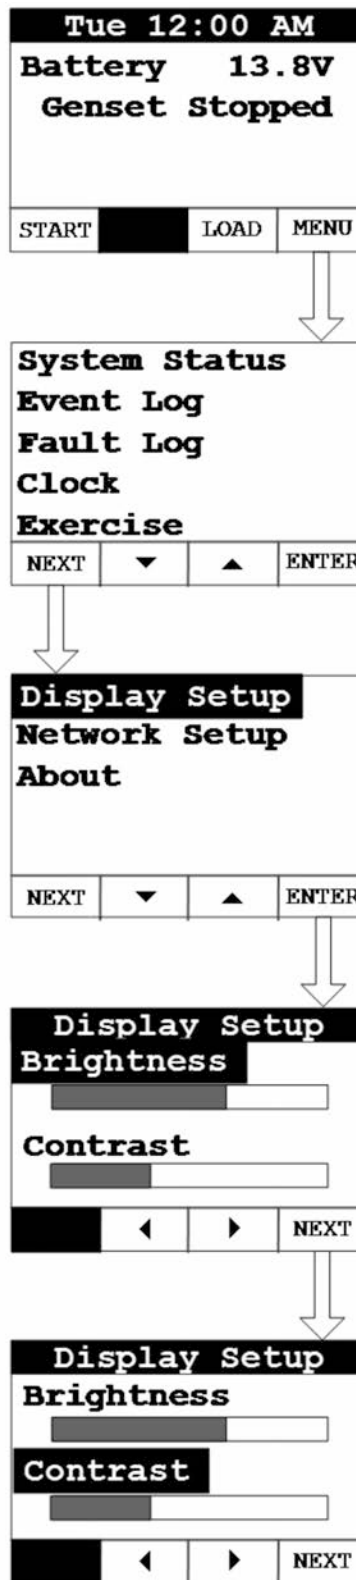 Tue 12:00 AM
Battery 13.8V
Genset Stopped
START LOAD MENU
System Status
Event Log
Fault Log
Clock
Exercise
NEXT ▼ ▲ ENTER
Display Setup
Network Setup
About
NEXT ▼ ▲ ENTER
Display Setup
Brightness
Contrast
◀ ▶ NEXT
Display Setup
Brightness
Contrast
◀ ▶ NEXT